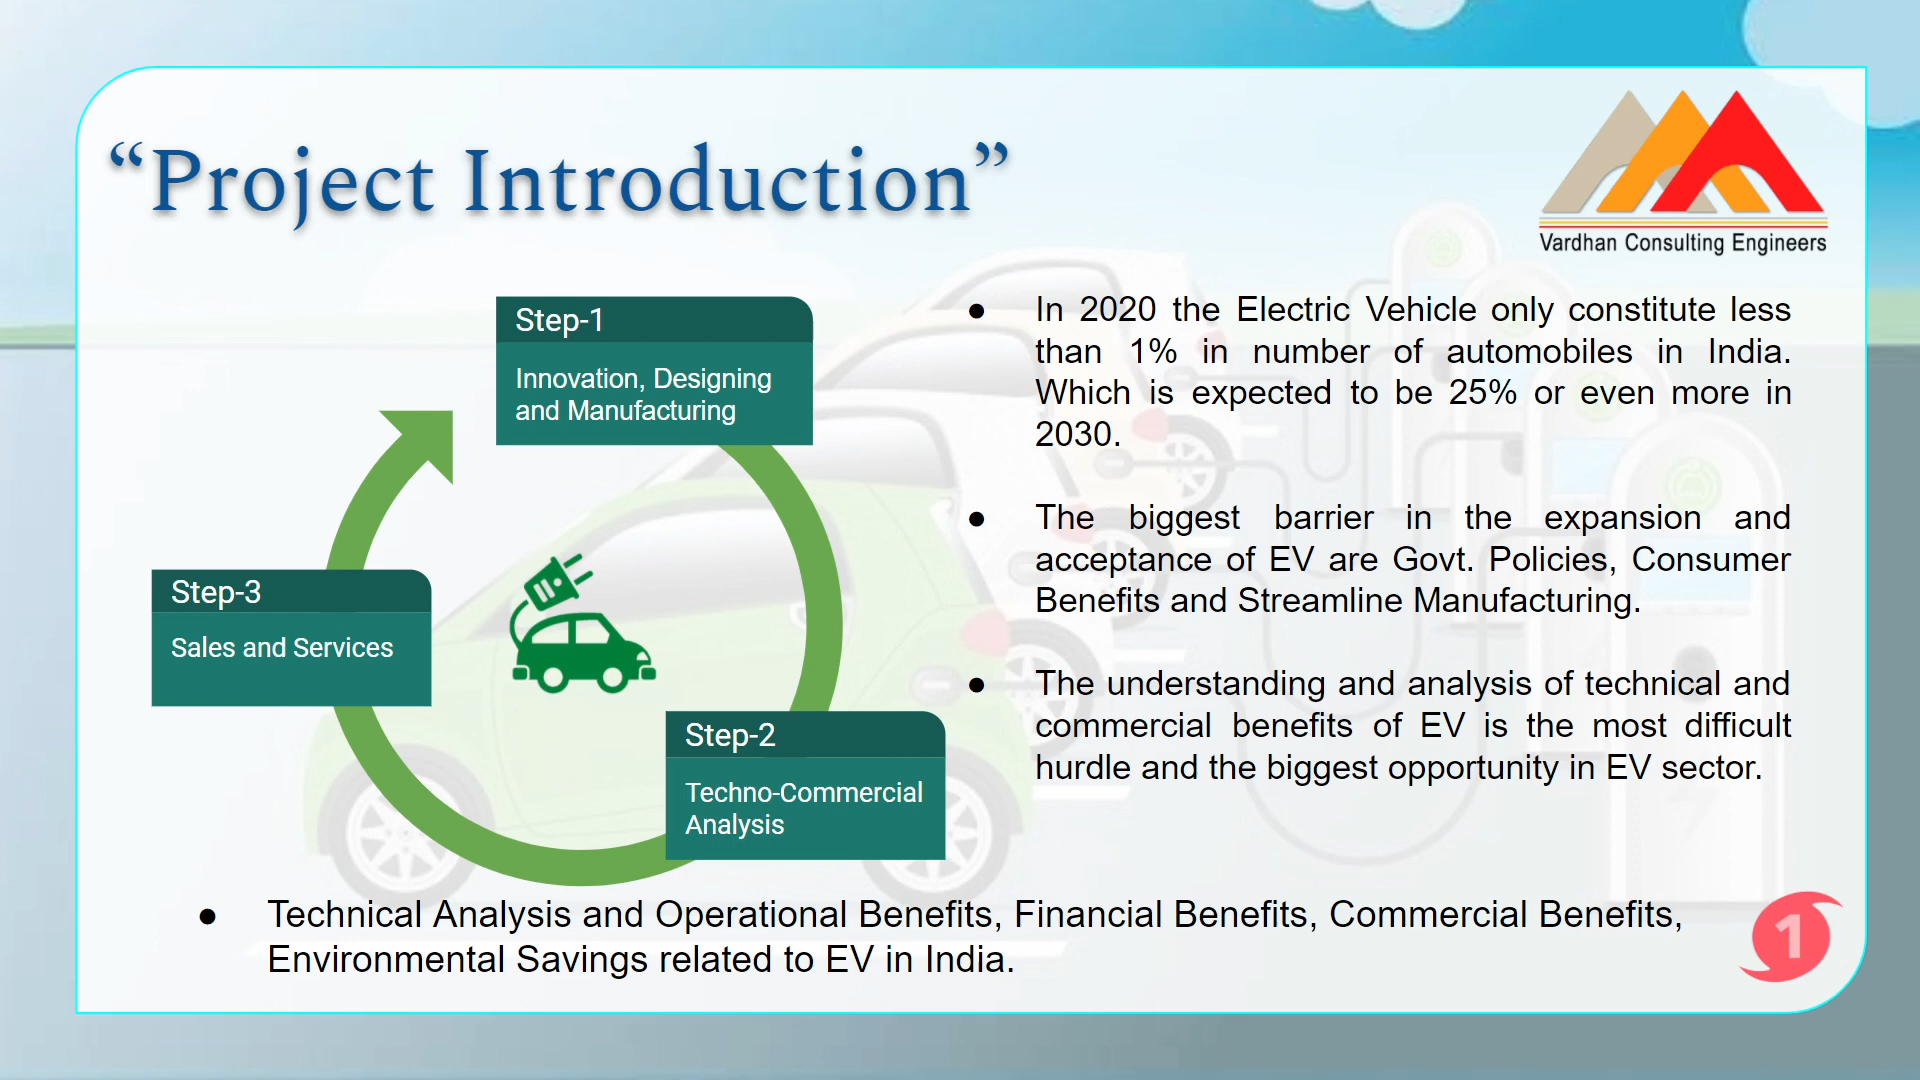 “Project Introduction”
Vardhan Consulting Engineers
Step-1
Innovation, Designing
and Manufacturing
Step-3
Sales and Services
Step-2
Techno-Commercial
Analysis
● In 2020 the Electric Vehicle only constitute less
than 1% in number of automobiles in India.
Which is expected to be 25% or even more in
2030.
● The biggest barrier in the expansion and
acceptance of EV are Govt. Policies, Consumer
Benefits and Streamline Manufacturing.
● The understanding and analysis of technical and
commercial benefits of EV is the most difficult
hurdle and the biggest opportunity in EV sector.
● Technical Analysis and Operational Benefits, Financial Benefits, Commercial Benefits,
Environmental Savings related to EV in India.
1